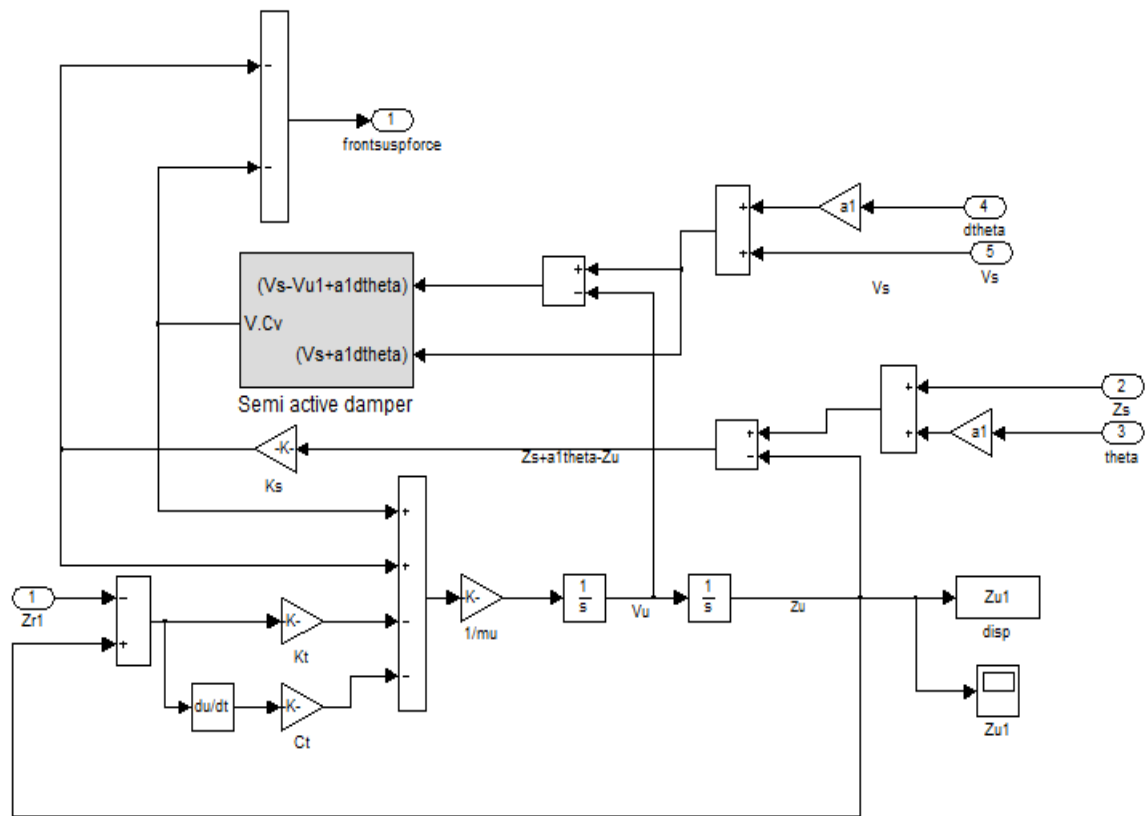 −
1
frontsuspforce
−
+
a1
4
dtheta
+
5
Vs
Vs
(Vs-Vu1+a1dtheta)
+
−
V.Cv
(Vs+a1dtheta)
Semi active damper
+
2
Zs
+
a1
3
theta
+
−
-K-
Zs+a1theta-Zu
Ks
+
+
1
Zr1
−
+
K-
Kt
−
K-
1/mu
1
s
Vu
1
s
Zu
Zu1
disp
du/dt
K-
Ct
−
Zu1